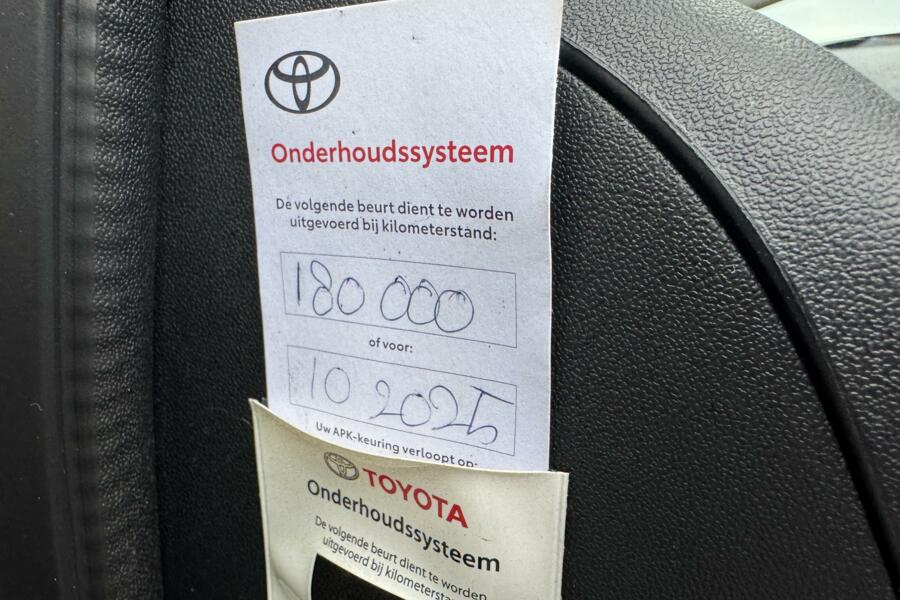 Onderhoudssysteem
De volgende beurt dient te worden
uitgevoerd bij kilometerstand:
180 000
of voor:
10 2025
Uw APK-keuring verloopt op:
TOYOTA
Onderhoudssysteem
De volgende beurt dient te worden
uitgevoerd bij kilometerstand